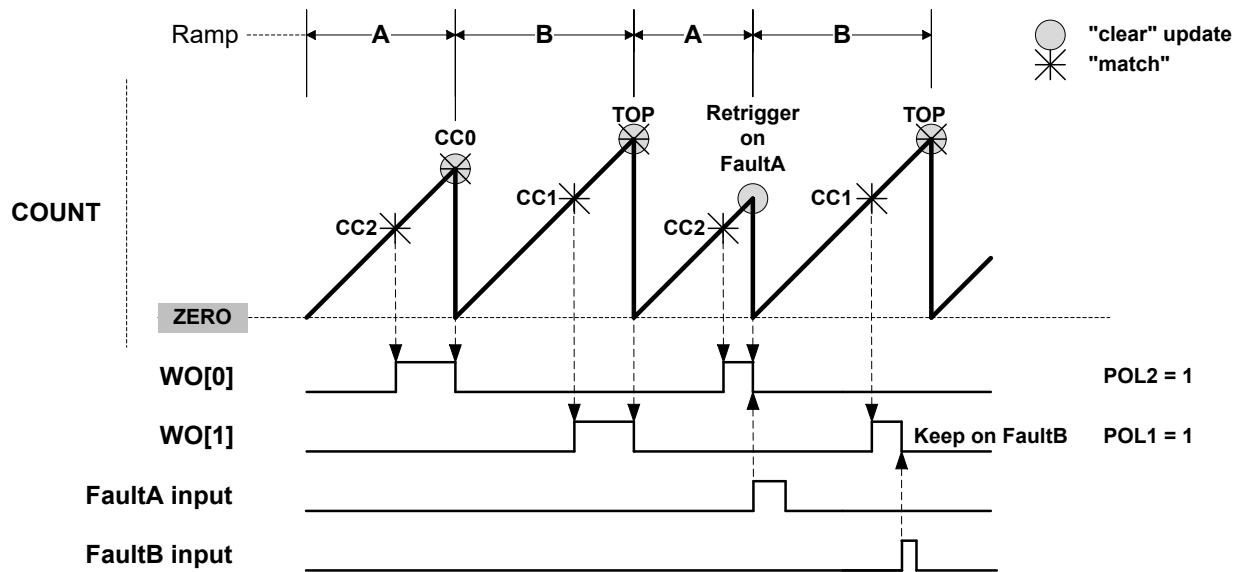 Ramp
A
B
A
B
"clear" update
"match"
CC0
TOP
Retrigger
on
FaultA
TOP
CC1
CC1
COUNT
CC2
CC2
ZERO
WO[0]
POL2 = 1
WO[1]
Keep on FaultB
POL1 = 1
FaultA input
FaultB input